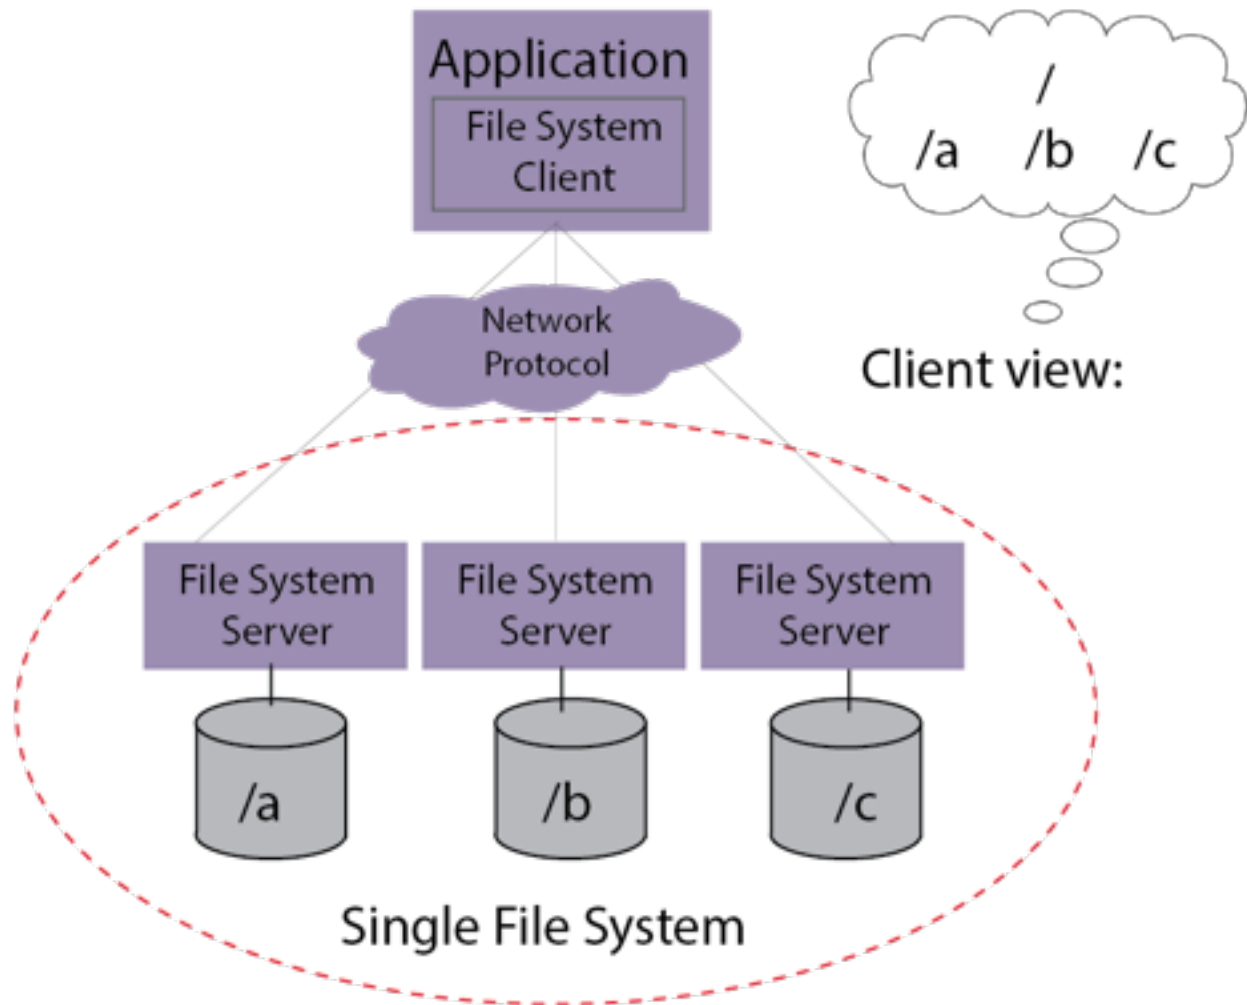 Application
File System
Client
/
/a /b /c
Client view:
Network
Protocol
File System
Server
File System
Server
File System
Server
/a
/b
/c
Single File System